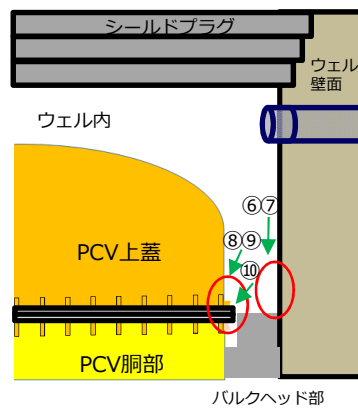 シールドプラグ
ウェル
壁面
ウェル内
⑥⑦
⑧⑨
⑩
PCV上蓋
PCV胴部
バルクヘッド部